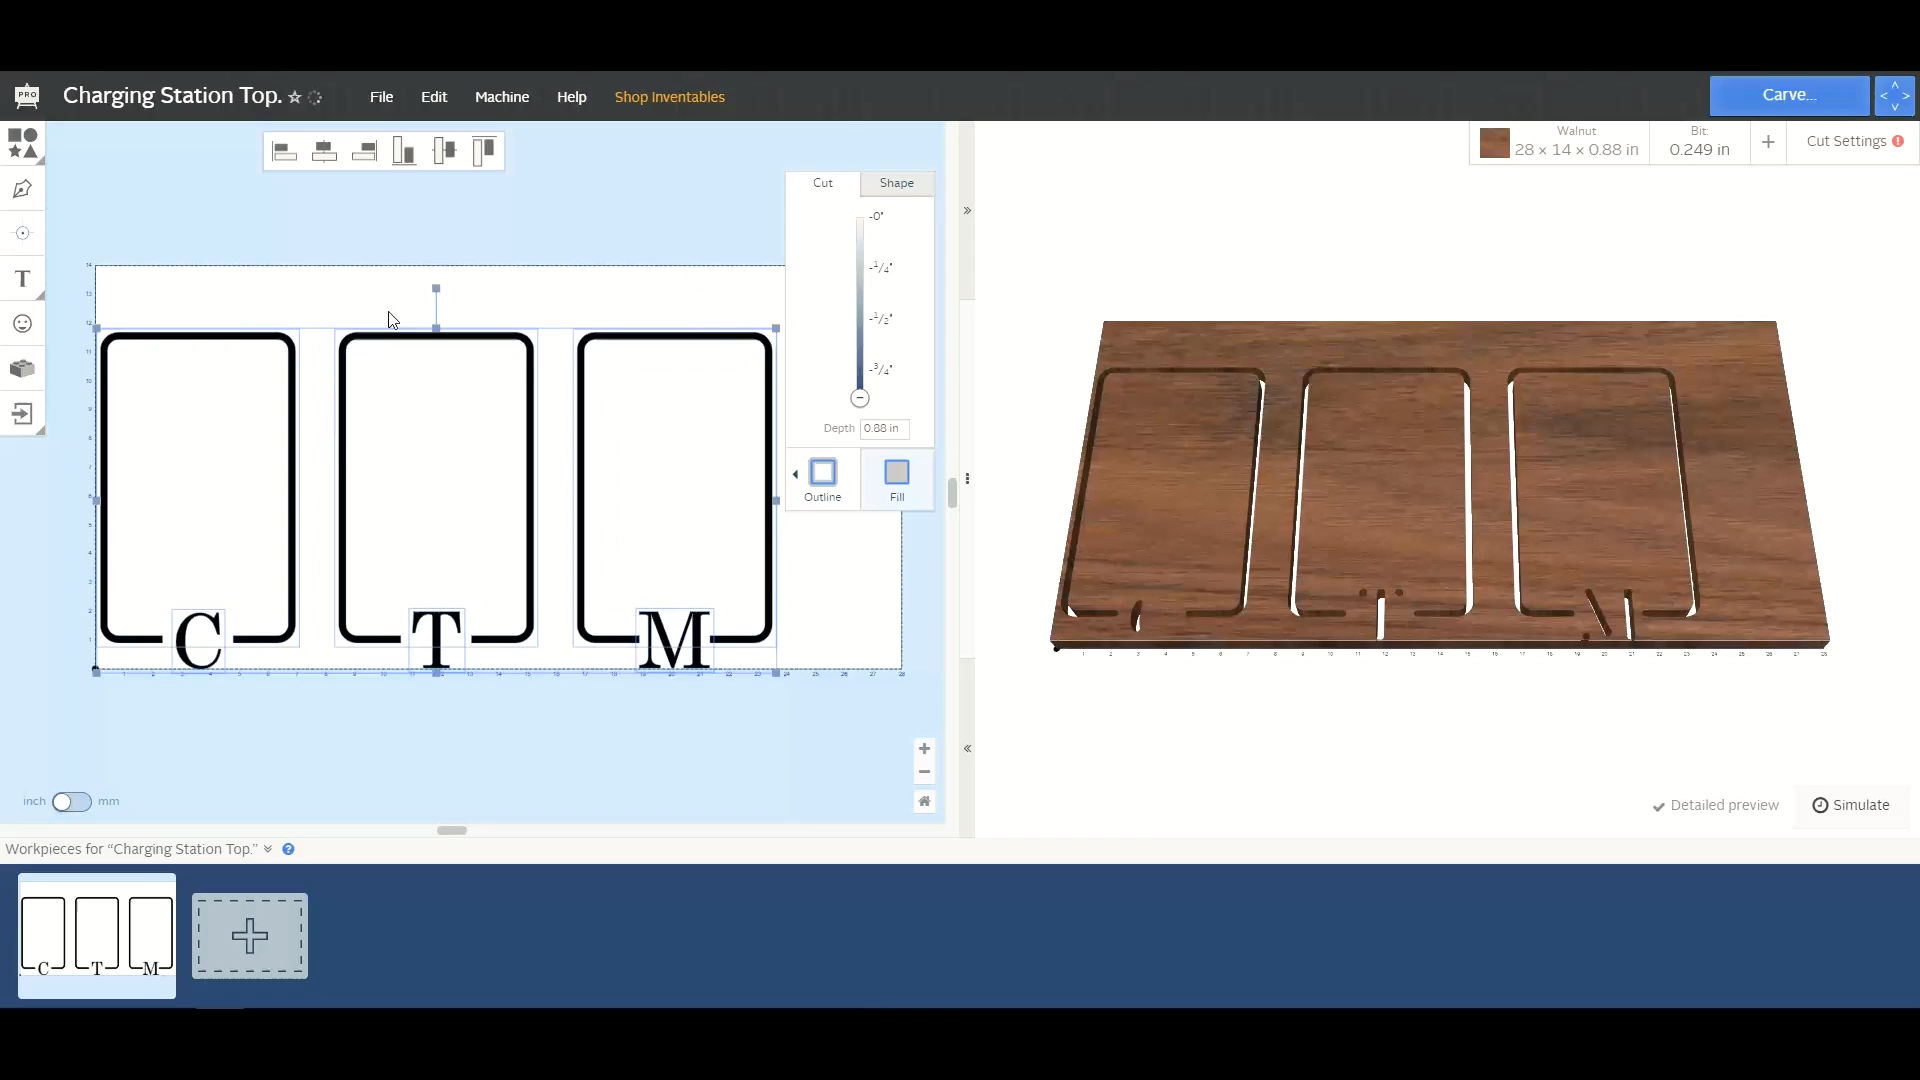 PRO
Charging Station Top.
File Edit Machine Help Shop Inventables
Carve...
Walnut
28 × 14 × 0.88 in
Bit:
0.249 in
Cut Settings
Cut Shape
-0"
-1/4"
-1/2"
-3/4"
Depth 0.88 in
Outline Fill
T
C T M
inch mm
Detailed preview
Simulate
Workpieces for “Charging Station Top.”
C T M